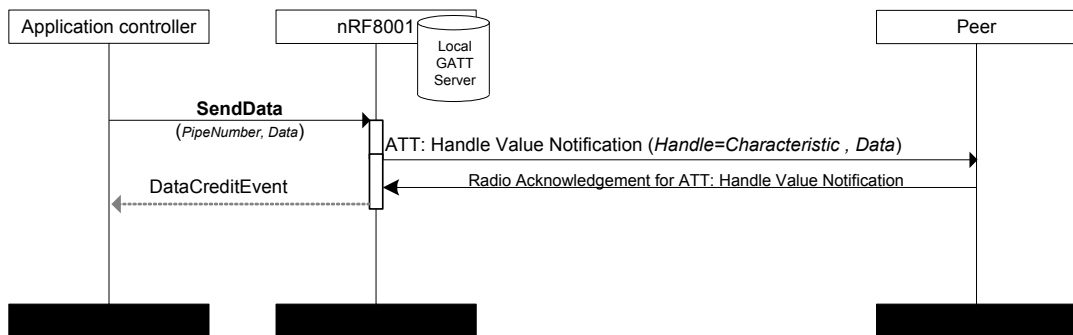 Application controller
nRF8001
Peer
Local
GATT
Server
SendData
(PipeNumber, Data)
ATT: Handle Value Notification (Handle=Characteristic , Data)
Radio Acknowledgement for ATT: Handle Value Notification
DataCreditEvent